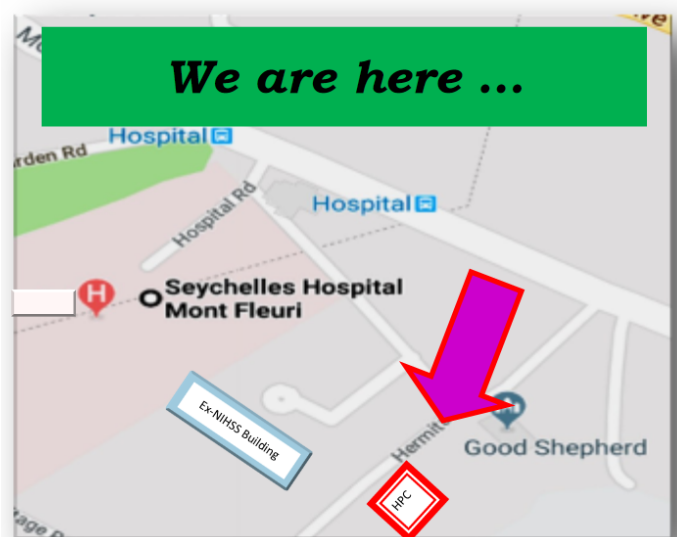 We are here ...
Hospital
rden Rd
Hospital Rd
Hospital
H
Seychelles Hospital
Mont Fleuri
Ex-NIHSS Building
Hermit
Good Shepherd
HPC